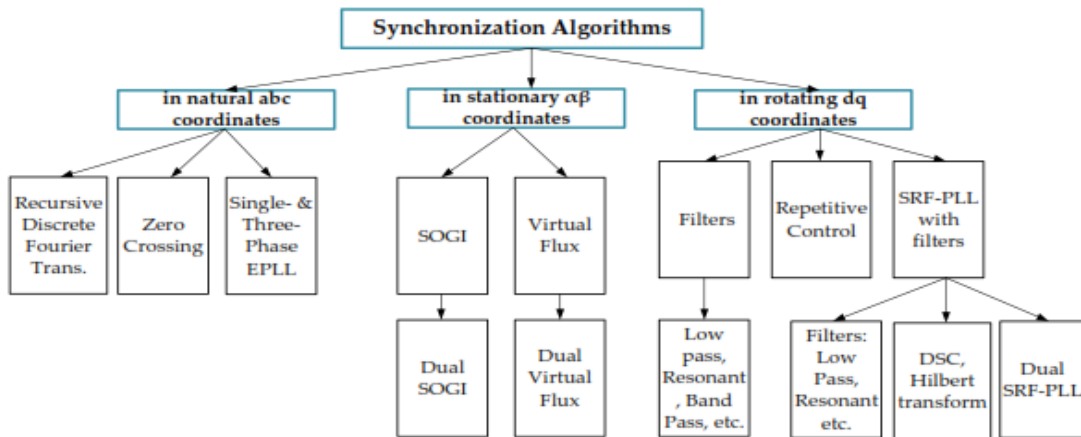 Synchronization Algorithms
in natural abc
coordinates
in stationary αβ
coordinates
in rotating dq
coordinates
Recursive
Discrete
Fourier
Trans.
Zero
Crossing
Single- &
Three-
Phase
EPLL
SOGI
Virtual
Flux
Filters
Repetitive
Control
SRF-PLL
with
filters
Dual
SOGI
Dual
Virtual
Flux
Low
pass,
Resonant
, Band
Pass, etc.
Filters:
Low
Pass,
Resonant
etc.
DSC,
Hilbert
transform
Dual
SRF-PLL